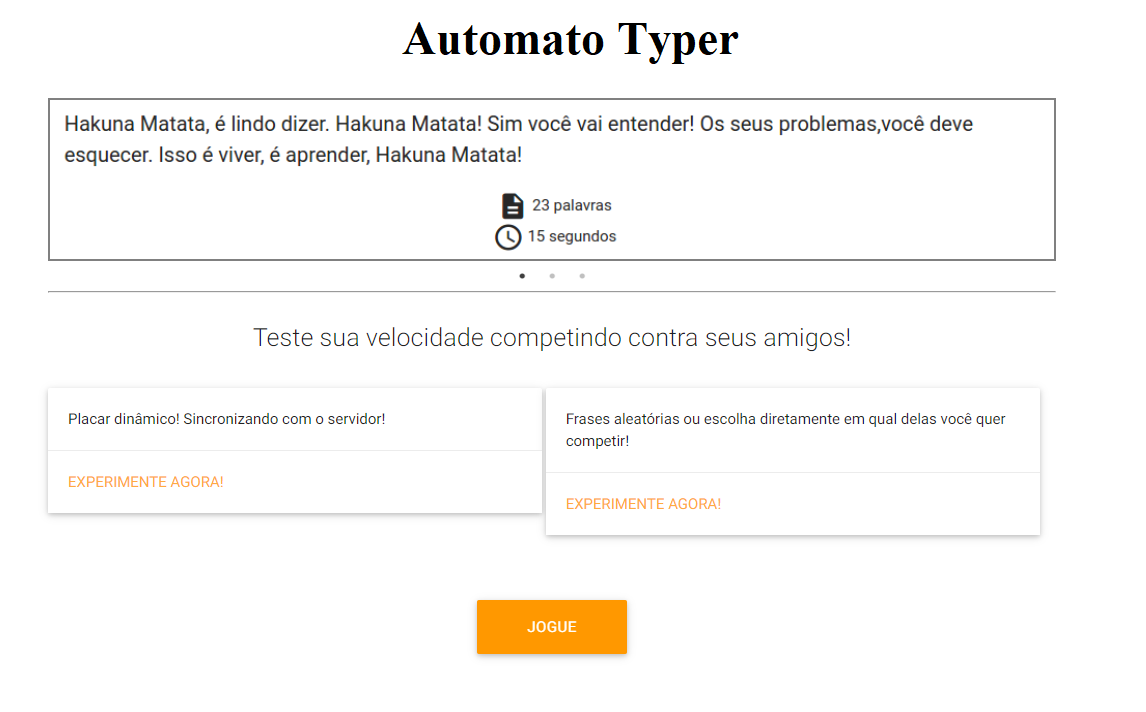 Automato Typer
Hakuna Matata, é lindo dizer. Hakuna Matata! Sim você vai entender! Os seus problemas,você deve
esquecer. Isso é viver, é aprender, Hakuna Matata!
23 palavras
15 segundos
Teste sua velocidade competindo contra seus amigos!
Placar dinâmico! Sincronizando com o servidor!
EXPERIMENTE AGORA!
Frases aleatórias ou escolha diretamente em qual delas você quer
competir!
EXPERIMENTE AGORA!
JOGUE